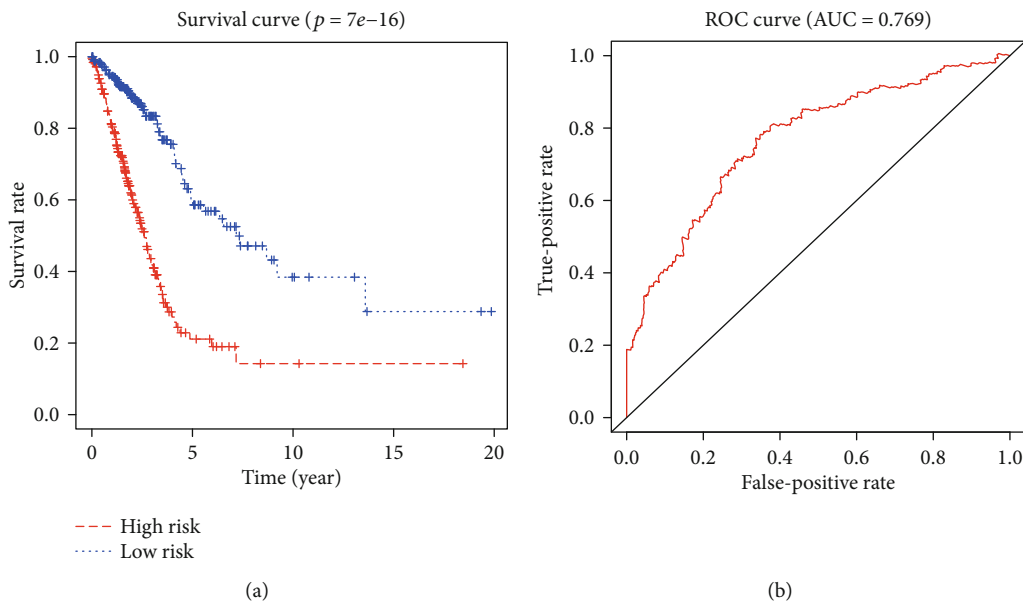 Survival curve (p = 7e−16)
1.0
0.8
0.6
0.4
0.2
0.0
Survival rate
0 5 10 15 20
Time (year)
High risk
Low risk
(a)
ROC curve (AUC = 0.769)
1.0
0.8
0.6
0.4
0.2
0.0
True-positive rate
0.0 0.2 0.4 0.6 0.8 1.0
False-positive rate
(b)